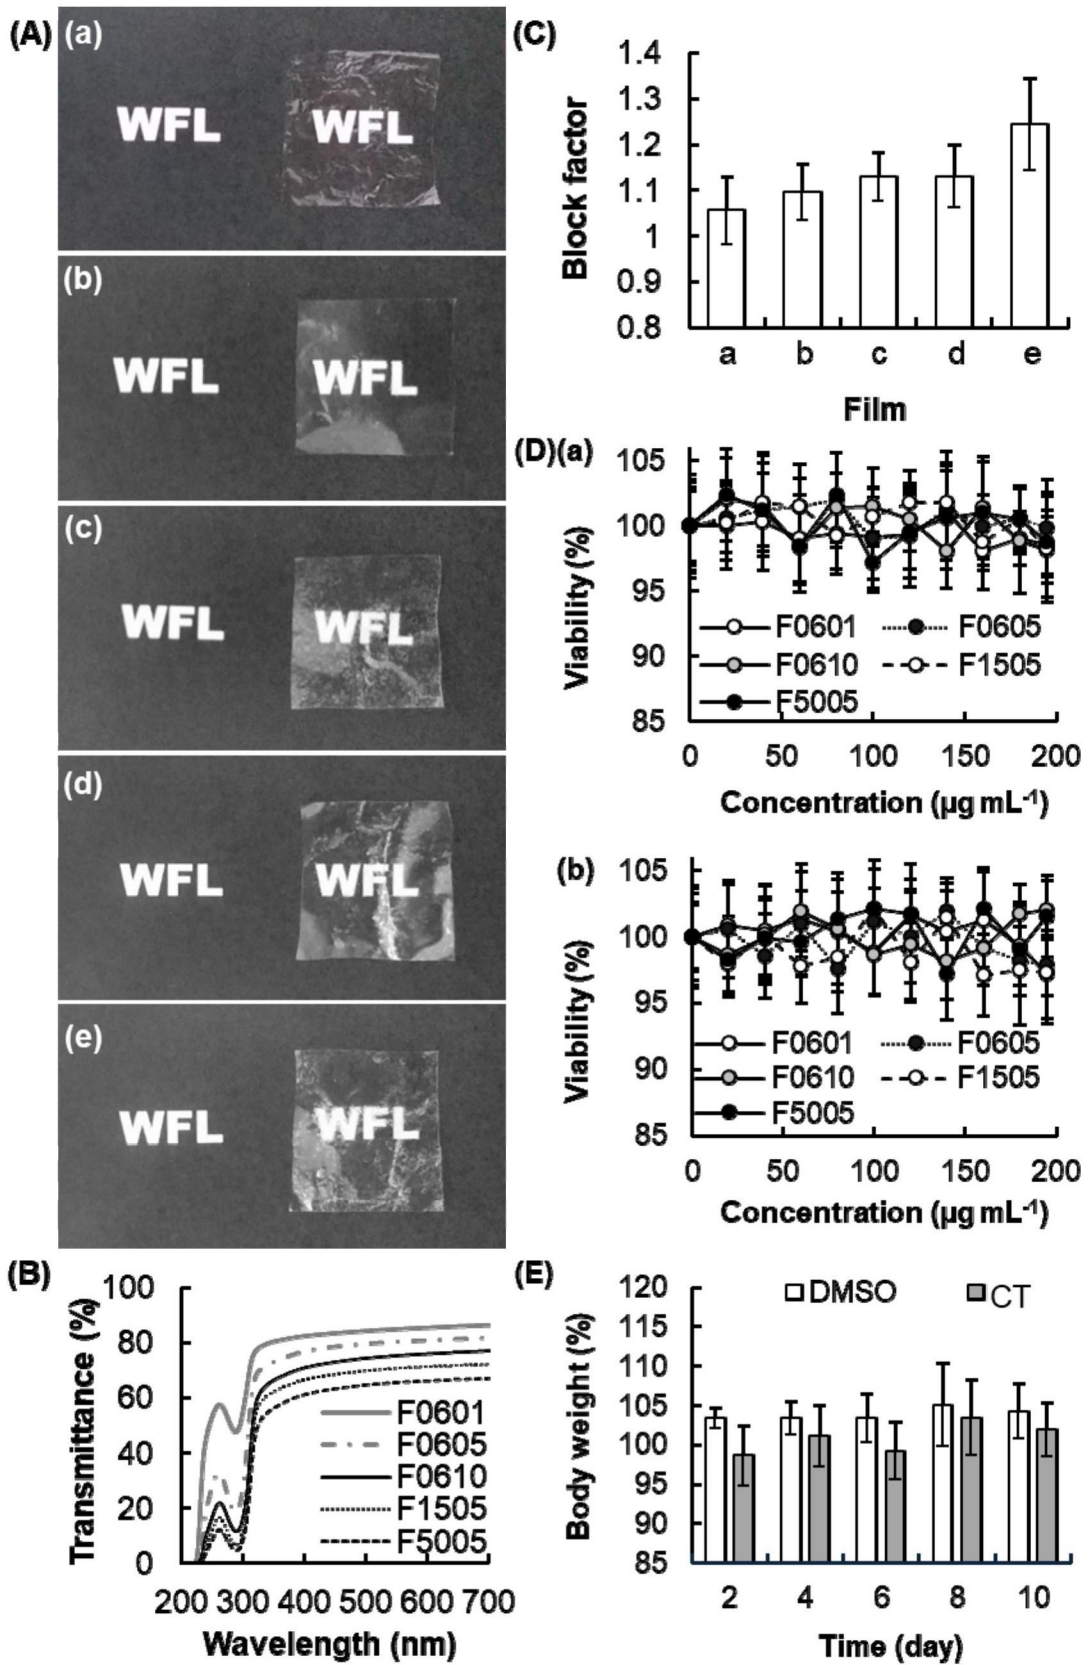 (A)
(a)
WFL WFL
(b)
WFL WFL
(c)
WFL WFL
(d)
WFL WFL
(e)
WFL WFL
(B)
Transmittance (%)
100
80
60
40
20
0
F0601
F0605
F0610
F1505
F5005
200 300 400 500 600 700
Wavelength (nm)
(C)
Block factor
1.4
1.3
1.2
1.1
1
0.9
0.8
a b c d e
Film
(D)(a)
Viability (%)
105
100
95
90
85
F0601 F0605
F0610 F1505
F5005
0 50 100 150 200
Concentration (µg mL-1)
(b)
Viability (%)
105
100
95
90
85
F0601 F0605
F0610 F1505
F5005
0 50 100 150 200
Concentration (µg mL-1)
(E)
Body weight (%)
120
115
110
105
100
95
90
85
DMSO CT
2 4 6 8 10
Time (day)